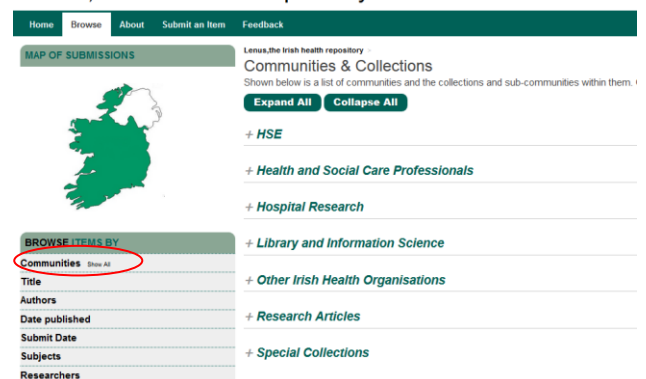 Home Browse About Submit an Item Feedback
MAP OF SUBMISSIONS
BROWSE ITEMS BY
Communities Show All
Title
Authors
Date published
Submit Date
Subjects
Researchers
Lenus,the Irish health repository
Communities & Collections
Shown below is a list of communities and the collections and sub-communities within them.
Expand All Collapse All
+ HSE
+ Health and Social Care Professionals
+ Hospital Research
+ Library and Information Science
+ Other Irish Health Organisations
+ Research Articles
+ Special Collections